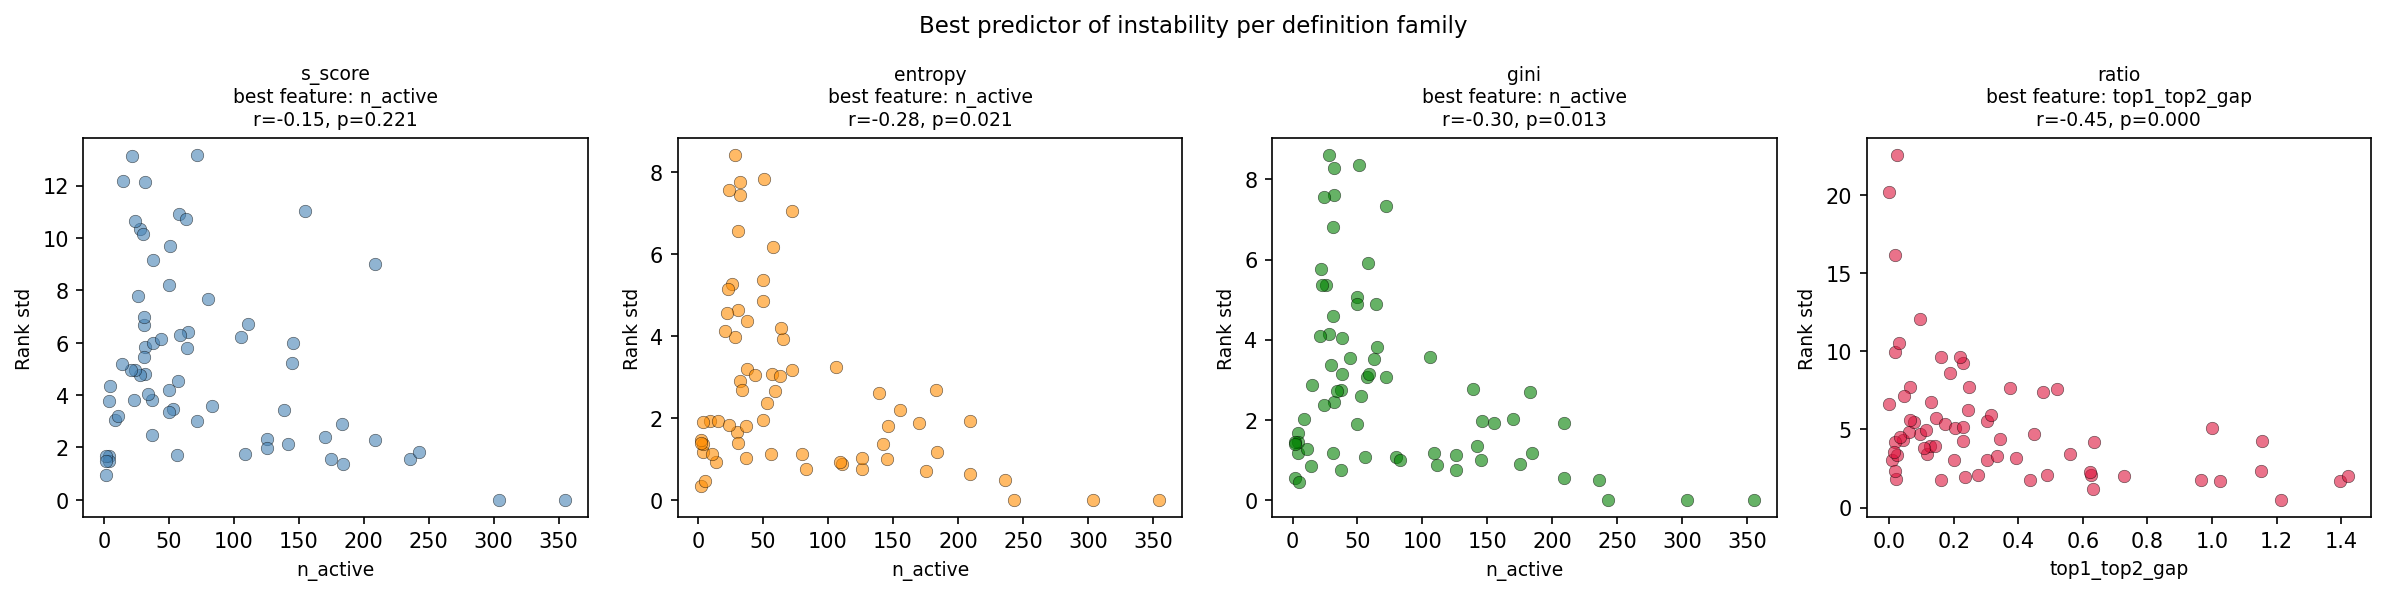 Best predictor of instability per definition family
s_score
best feature: n_active
r=-0.15, p=0.221
Rank std
0
2
4
6
8
10
12
0 50 100 150 200 250 300 350
n_active
entropy
best feature: n_active
r=-0.28, p=0.021
Rank std
0
2
4
6
8
0 50 100 150 200 250 300 350
n_active
gini
best feature: n_active
r=-0.30, p=0.013
Rank std
0
2
4
6
8
0 50 100 150 200 250 300 350
n_active
ratio
best feature: top1_top2_gap
r=-0.45, p=0.000
Rank std
0
5
10
15
20
0.0 0.2 0.4 0.6 0.8 1.0 1.2 1.4
top1_top2_gap